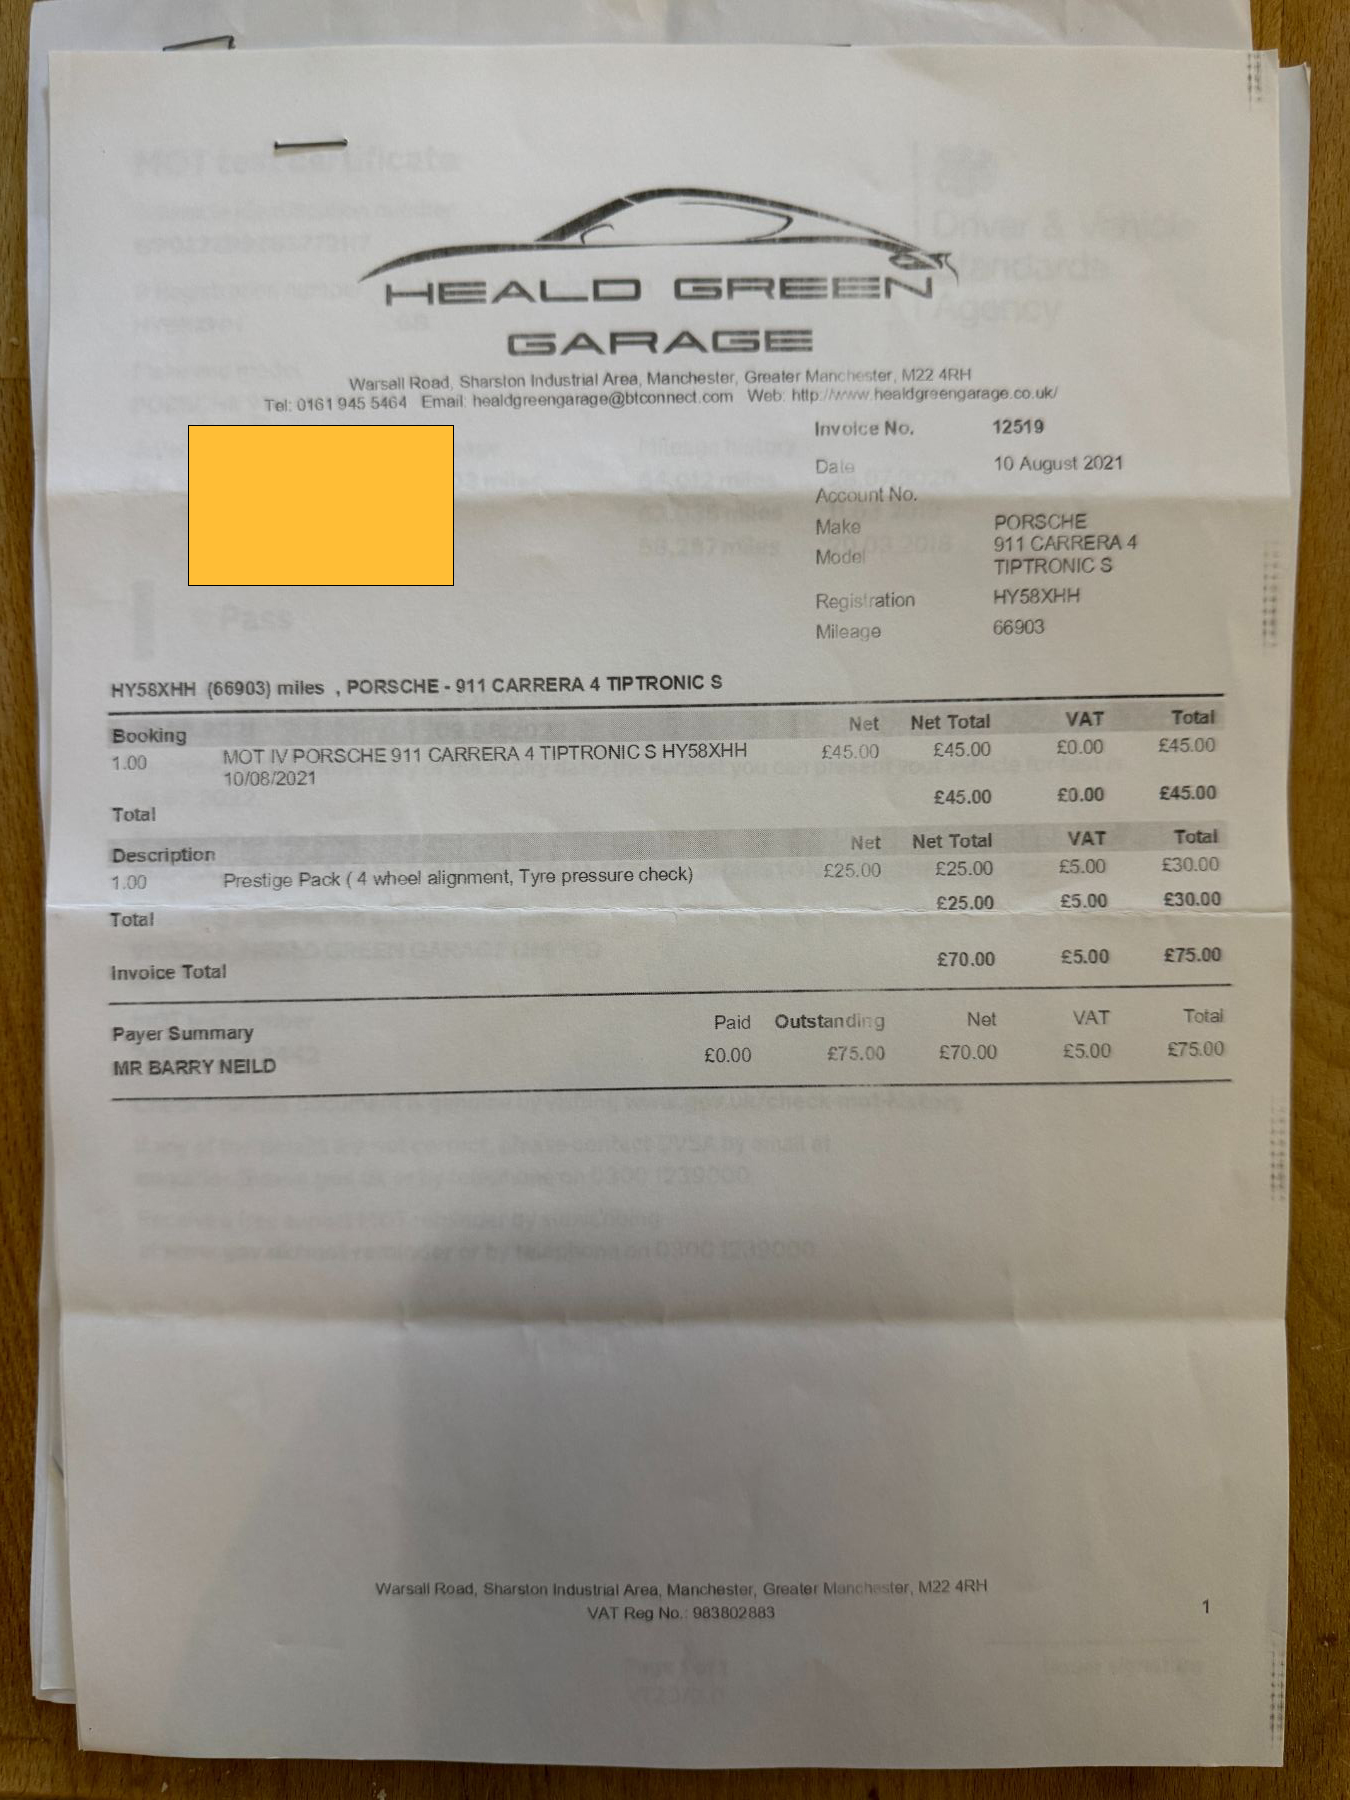 HEALD GREEN
GARAGE
Warsall Road, Sharston Industrial Area, Manchester, Greater Manchester, M22 4RH
Tel: 0161 945 5464 Email: healdgreengarage@btconnect.com Web: http://www.healdgreengarage.co.uk/
Invoice No. 12519
Date 10 August 2021
Account No.
Make PORSCHE
Model 911 CARRERA 4
TIPTRONIC S
Registration HY58XHH
Mileage 66903
HY58XHH (66903) miles , PORSCHE - 911 CARRERA 4 TIPTRONIC S
Booking Net Net Total VAT Total
1.00 MOT IV PORSCHE 911 CARRERA 4 TIPTRONIC S HY58XHH £45.00 £45.00 £0.00 £45.00
10/08/2021
Total £45.00 £0.00 £45.00
Description Net Net Total VAT Total
1.00 Prestige Pack ( 4 wheel alignment, Tyre pressure check) £25.00 £25.00 £5.00 £30.00
Total £25.00 £5.00 £30.00
Invoice Total £70.00 £5.00 £75.00
Payer Summary Paid Outstanding Net VAT Total
MR BARRY NEILD £0.00 £75.00 £70.00 £5.00 £75.00
Warsall Road, Sharston Industrial Area, Manchester, Greater Manchester, M22 4RH
VAT Reg No.: 983802883
1